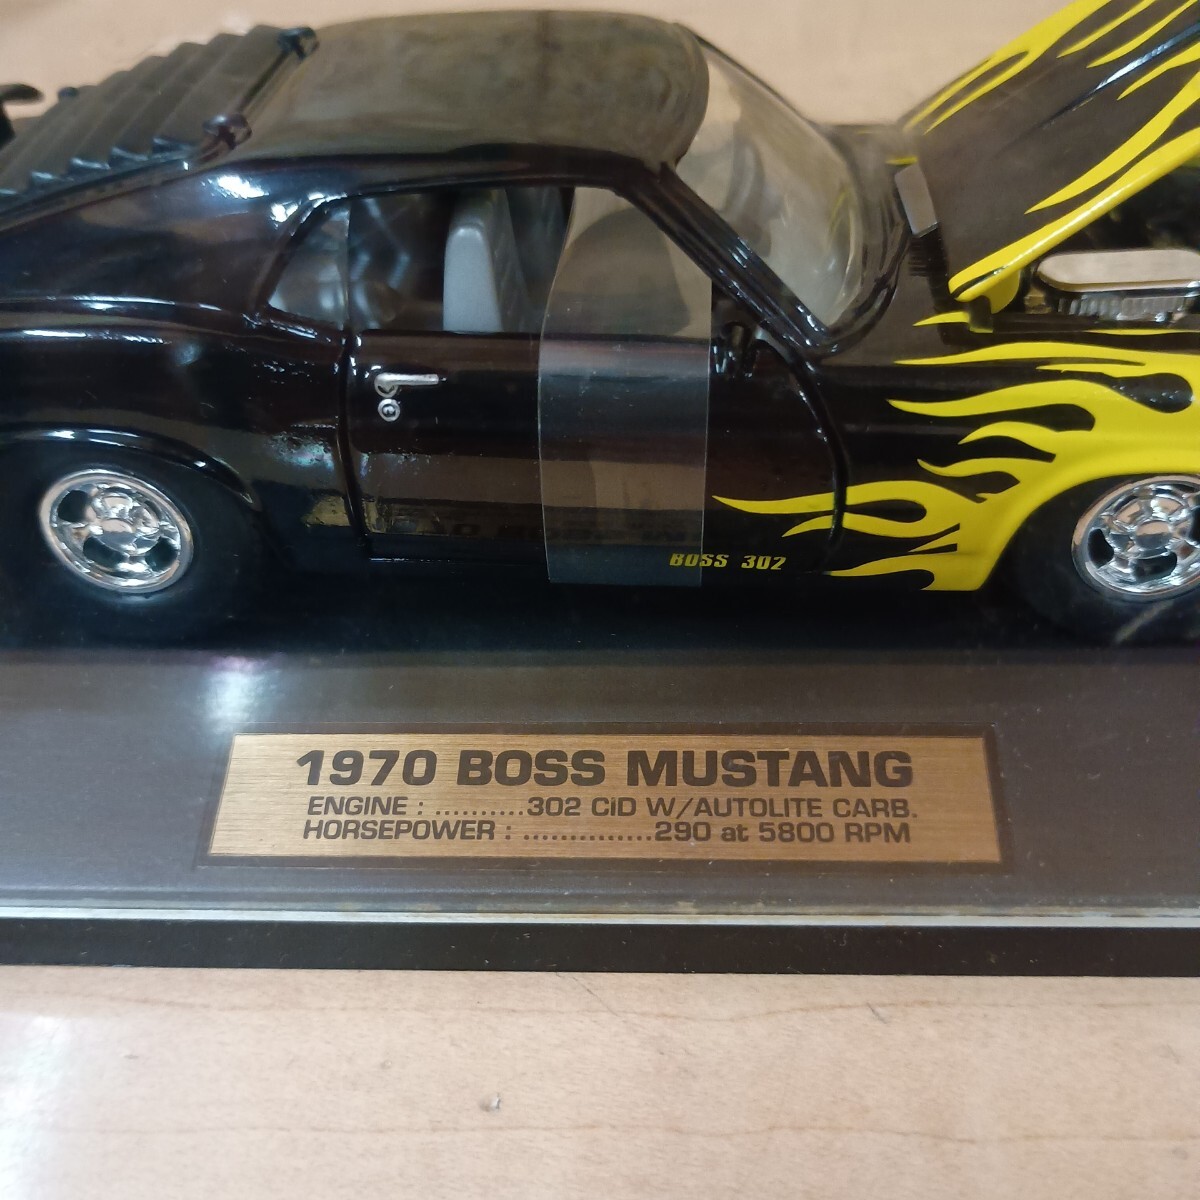 BOSS 302
1970 BOSS MUSTANG
ENGINE : ..........302 CiD W/AUTOLITE CARB.
HORSEPOWER : ..............290 at 5800 RPM